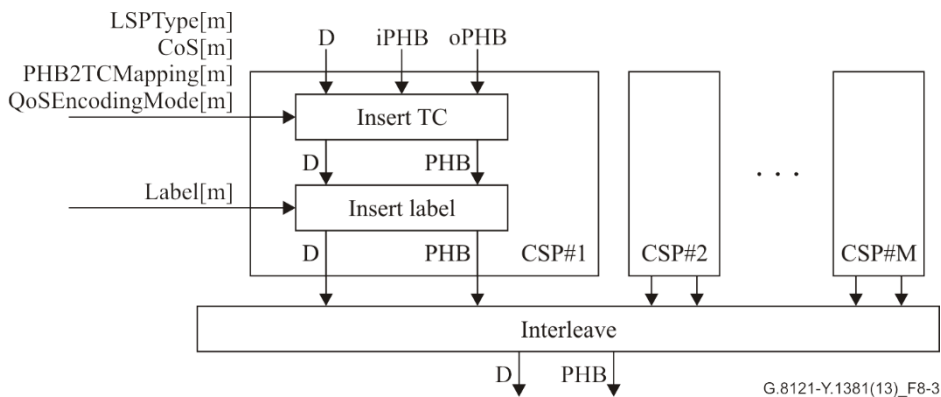 LSPType[m]
CoS[m]
PHB2TCMapping[m]
QoSEncodingMode[m]
D iPHB oPHB
Insert TC
D PHB
Label[m]
Insert label
. . .
D PHB CSP#1 CSP#2 CSP#M
Interleave
D PHB
G.8121-Y.1381(13)_F8-3